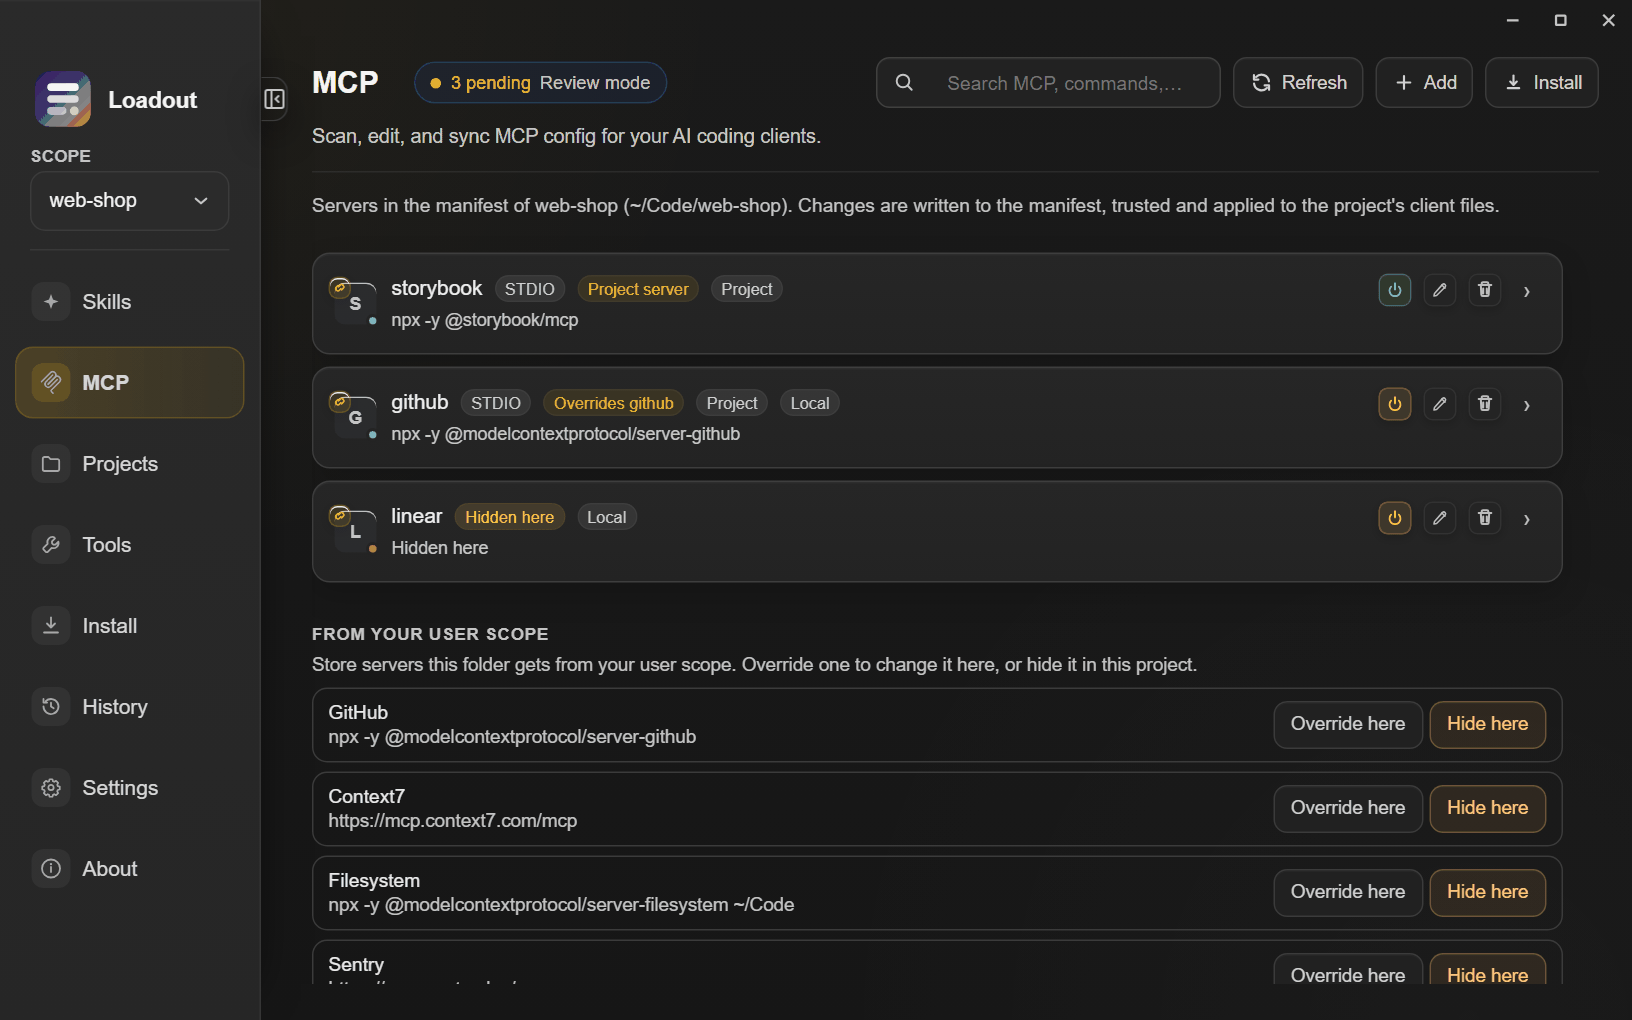 Loadout
SCOPE
web-shop
Skills
MCP
Projects
Tools
Install
History
Settings
About
MCP
3 pending Review mode
Search MCP, commands,...
Refresh
Add
Install
Scan, edit, and sync MCP config for your AI coding clients.
Servers in the manifest of web-shop (~/Code/web-shop). Changes are written to the manifest, trusted and applied to the project's client files.
S
storybook STDIO Project server Project
npx -y @storybook/mcp
G
github STDIO Overrides github Project Local
npx -y @modelcontextprotocol/server-github
L
linear Hidden here Local
Hidden here
FROM YOUR USER SCOPE
Store servers this folder gets from your user scope. Override one to change it here, or hide it in this project.
GitHub
npx -y @modelcontextprotocol/server-github
Override here Hide here
Context7
https://mcp.context7.com/mcp
Override here Hide here
Filesystem
npx -y @modelcontextprotocol/server-filesystem ~/Code
Override here Hide here
Sentry
Override here Hide here